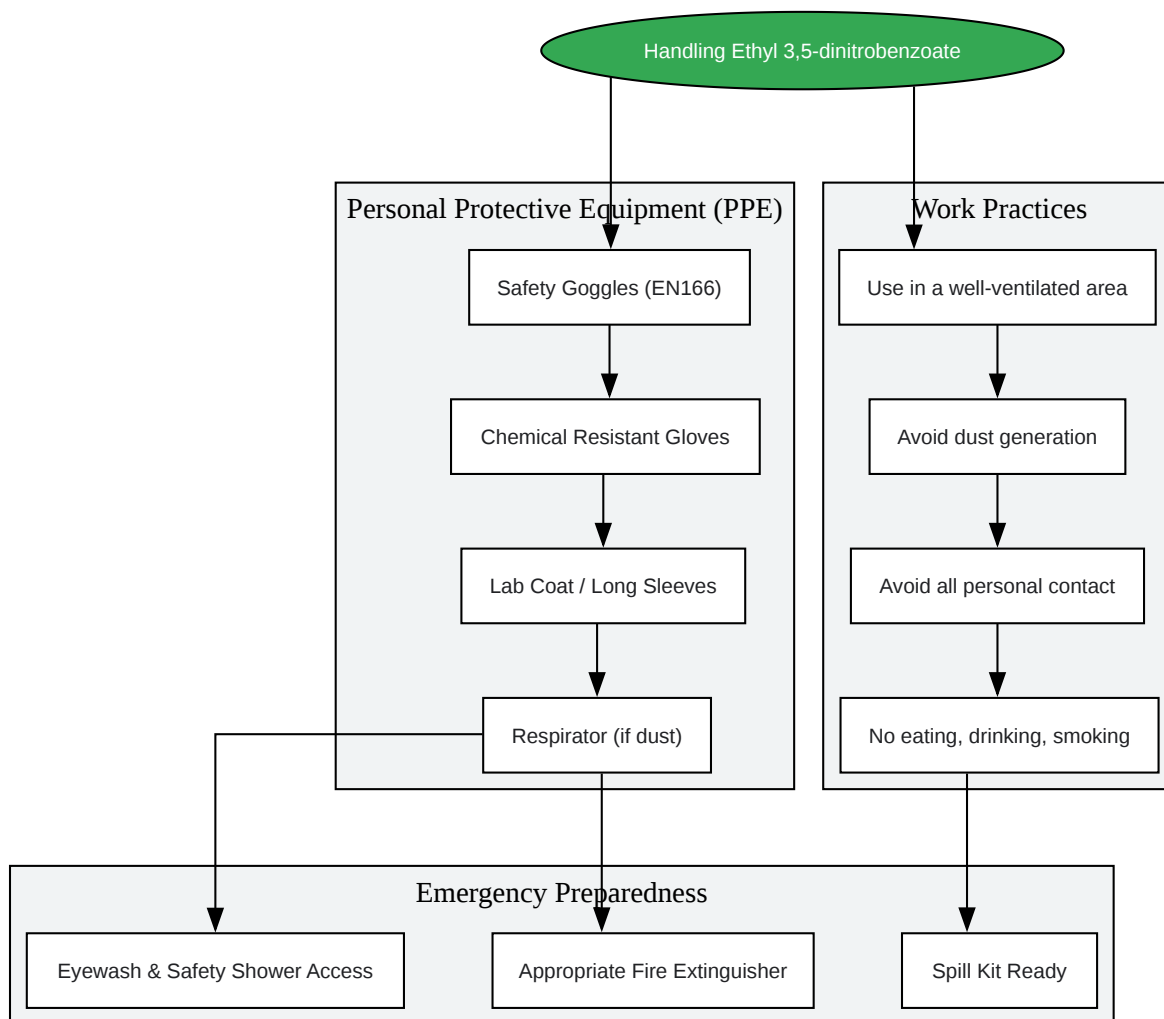 Handling Ethyl 3,5-dinitrobenzoate
Personal Protective Equipment (PPE)
Work Practices
Safety Goggles (EN166)
Use in a well-ventilated area
Chemical Resistant Gloves
Avoid dust generation
Lab Coat / Long Sleeves
Avoid all personal contact
Respirator (if dust)
No eating, drinking, smoking
Emergency Preparedness
Eyewash & Safety Shower Access
Appropriate Fire Extinguisher
Spill Kit Ready